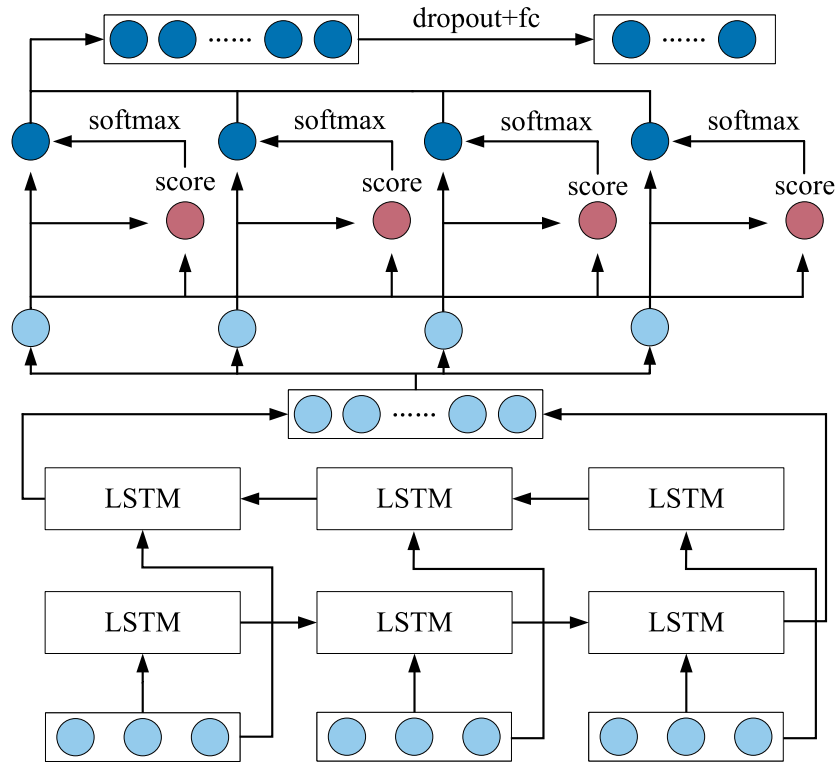 ······ dropout+fc ······
softmax softmax softmax softmax
score score score score
······
LSTM LSTM LSTM
LSTM LSTM LSTM